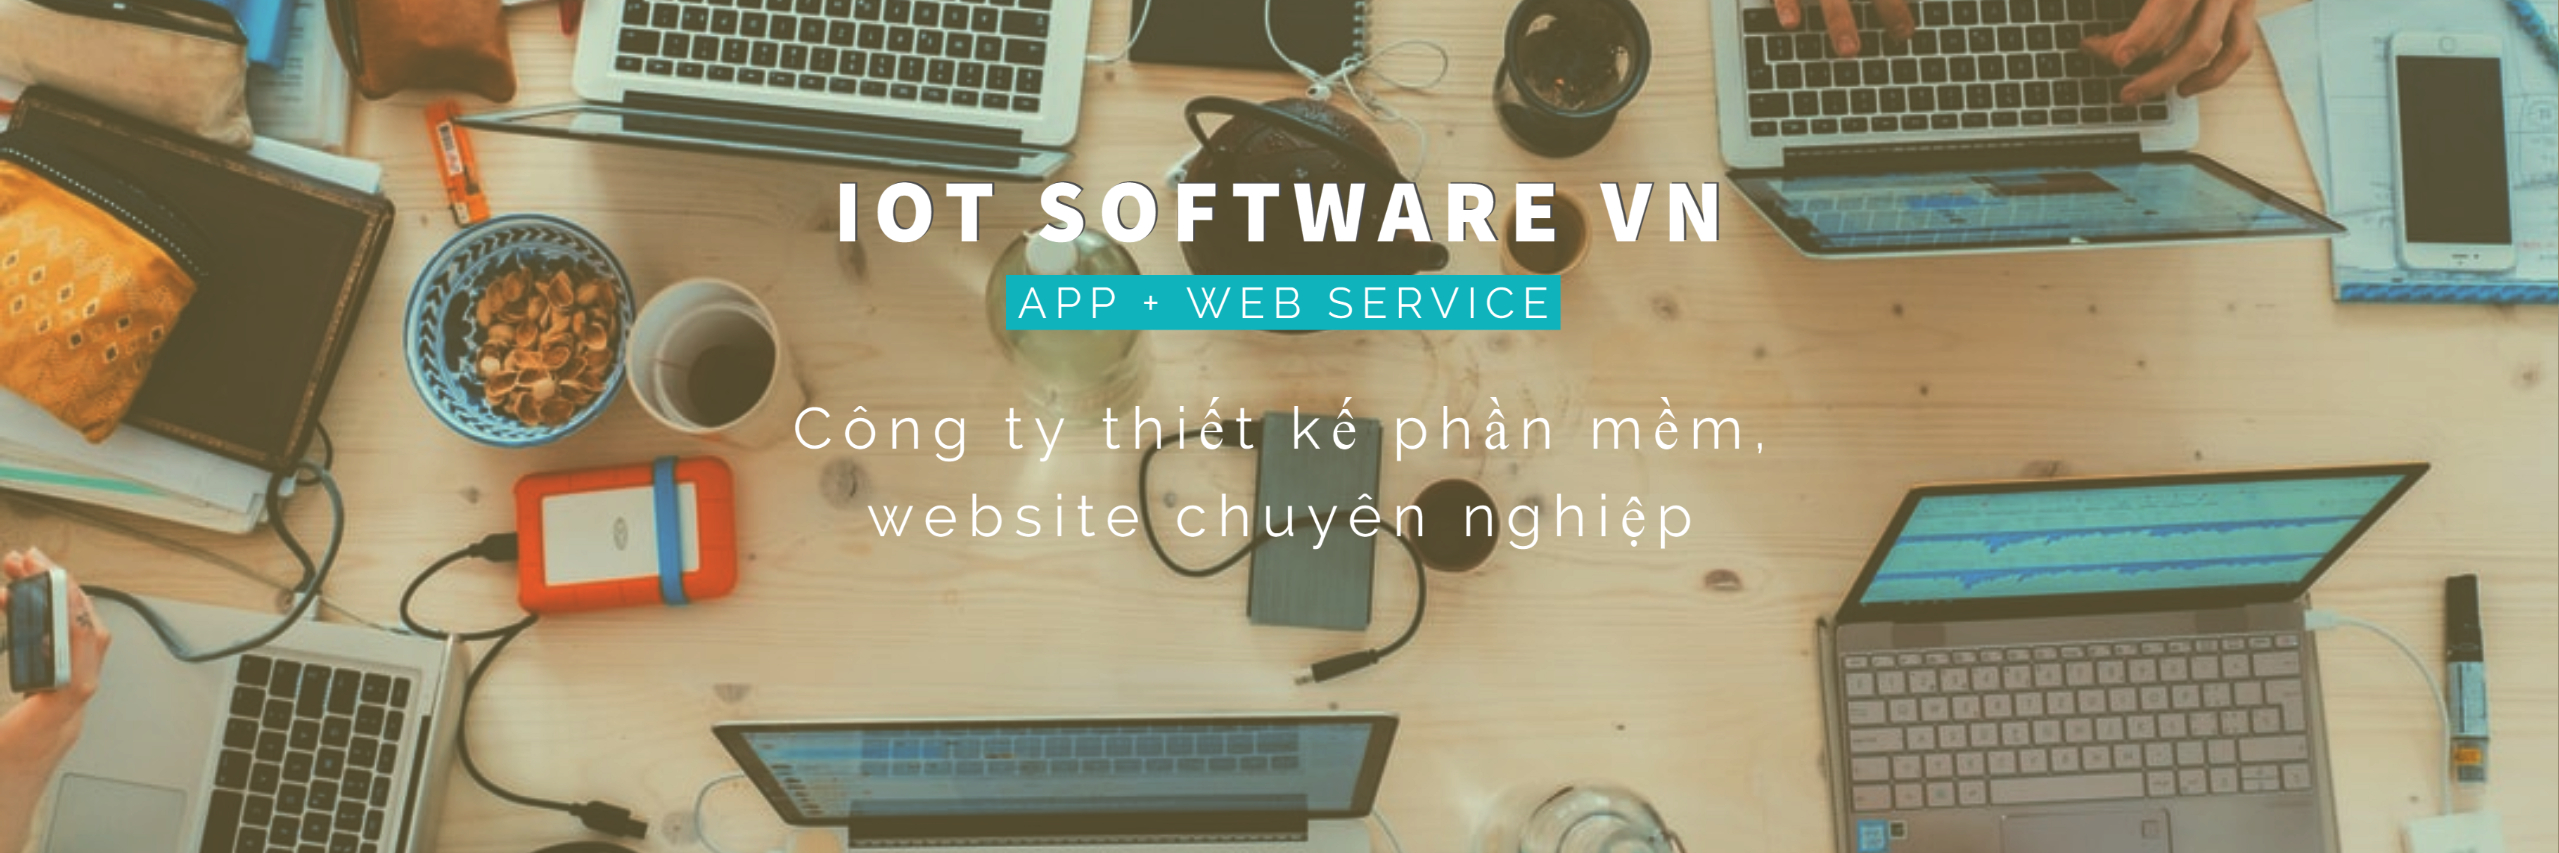 IOT SOFTWARE VN
APP + WEB SERVICE
Công ty thiết kế phần mềm,
website chuyên nghiệp